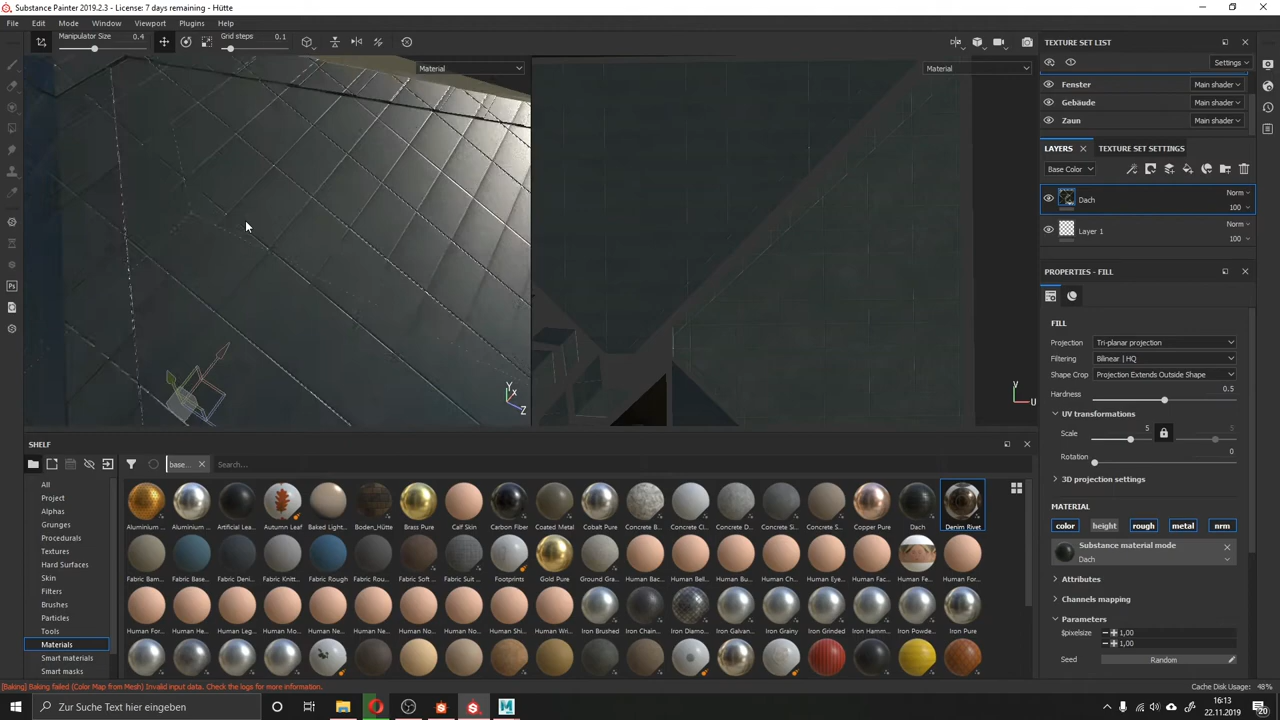 Substance Painter 2019.2.3 - License: 7 days remaining - Hütte
File Edit Mode Window Viewport Plugins Help
Manipulator Size 0.4 Grid steps 0.1
Material
Material
TEXTURE SET LIST
Settings
Fenster Main shader
Gebäude Main shader
Zaun Main shader
LAYERS TEXTURE SET SETTINGS
Base Color
Dach Norm 100
Layer 1 Norm 100
PROPERTIES - FILL
FILL
Projection Tri-planar projection
Filtering Bilinear | HQ
Shape Crop Projection Extends Outside Shape
Hardness 0.5
UV transformations
Scale 5 5
Rotation 0
3D projection settings
MATERIAL
color height rough metal nrm
Substance material mode
Dach
Attributes
Channels mapping
Parameters
$pixelsize 1,00
1,00
Seed Random
Y
X
Z
V
U
SHELF
base... Search...
All
Project
Alphas
Grunges
Procedurals
Textures
Hard Surfaces
Skin
Filters
Brushes
Particles
Tools
Materials
Smart materials
Smart masks
Aluminium ... Aluminium ... Artificial Lea... Autumn Leaf Baked Light... Boden_Hütte Brass Pure Calf Skin Carbon Fiber Coated Metal Cobalt Pure Concrete B... Concrete Cl... Concrete D... Concrete Si... Concrete S... Copper Pure Dach Denim Rivet
Fabric Bam... Fabric Base... Fabric Deni... Fabric Knitt... Fabric Rough Fabric Rou... Fabric Soft ... Fabric Suit ... Footprints Gold Pure Ground Gra... Human Bac... Human Bell... Human Bu... Human Ch... Human Eye... Human Fac... Human Fe... Human For...
Human For... Human He... Human Leg... Human Mo... Human Ne... Human Ne... Human No... Human No... Human Shi... Human Wri... Iron Brushed Iron Chain... Iron Diamo... Iron Galvan... Iron Grainy Iron Grinded Iron Hamm... Iron Powde... Iron Pure
[Baking] Baking failed (Color Map from Mesh) Invalid input data. Check the logs for more information.
Cache Disk Usage: 48%
Zur Suche Text hier eingeben
Ps
M
16:13
22.11.2019
20